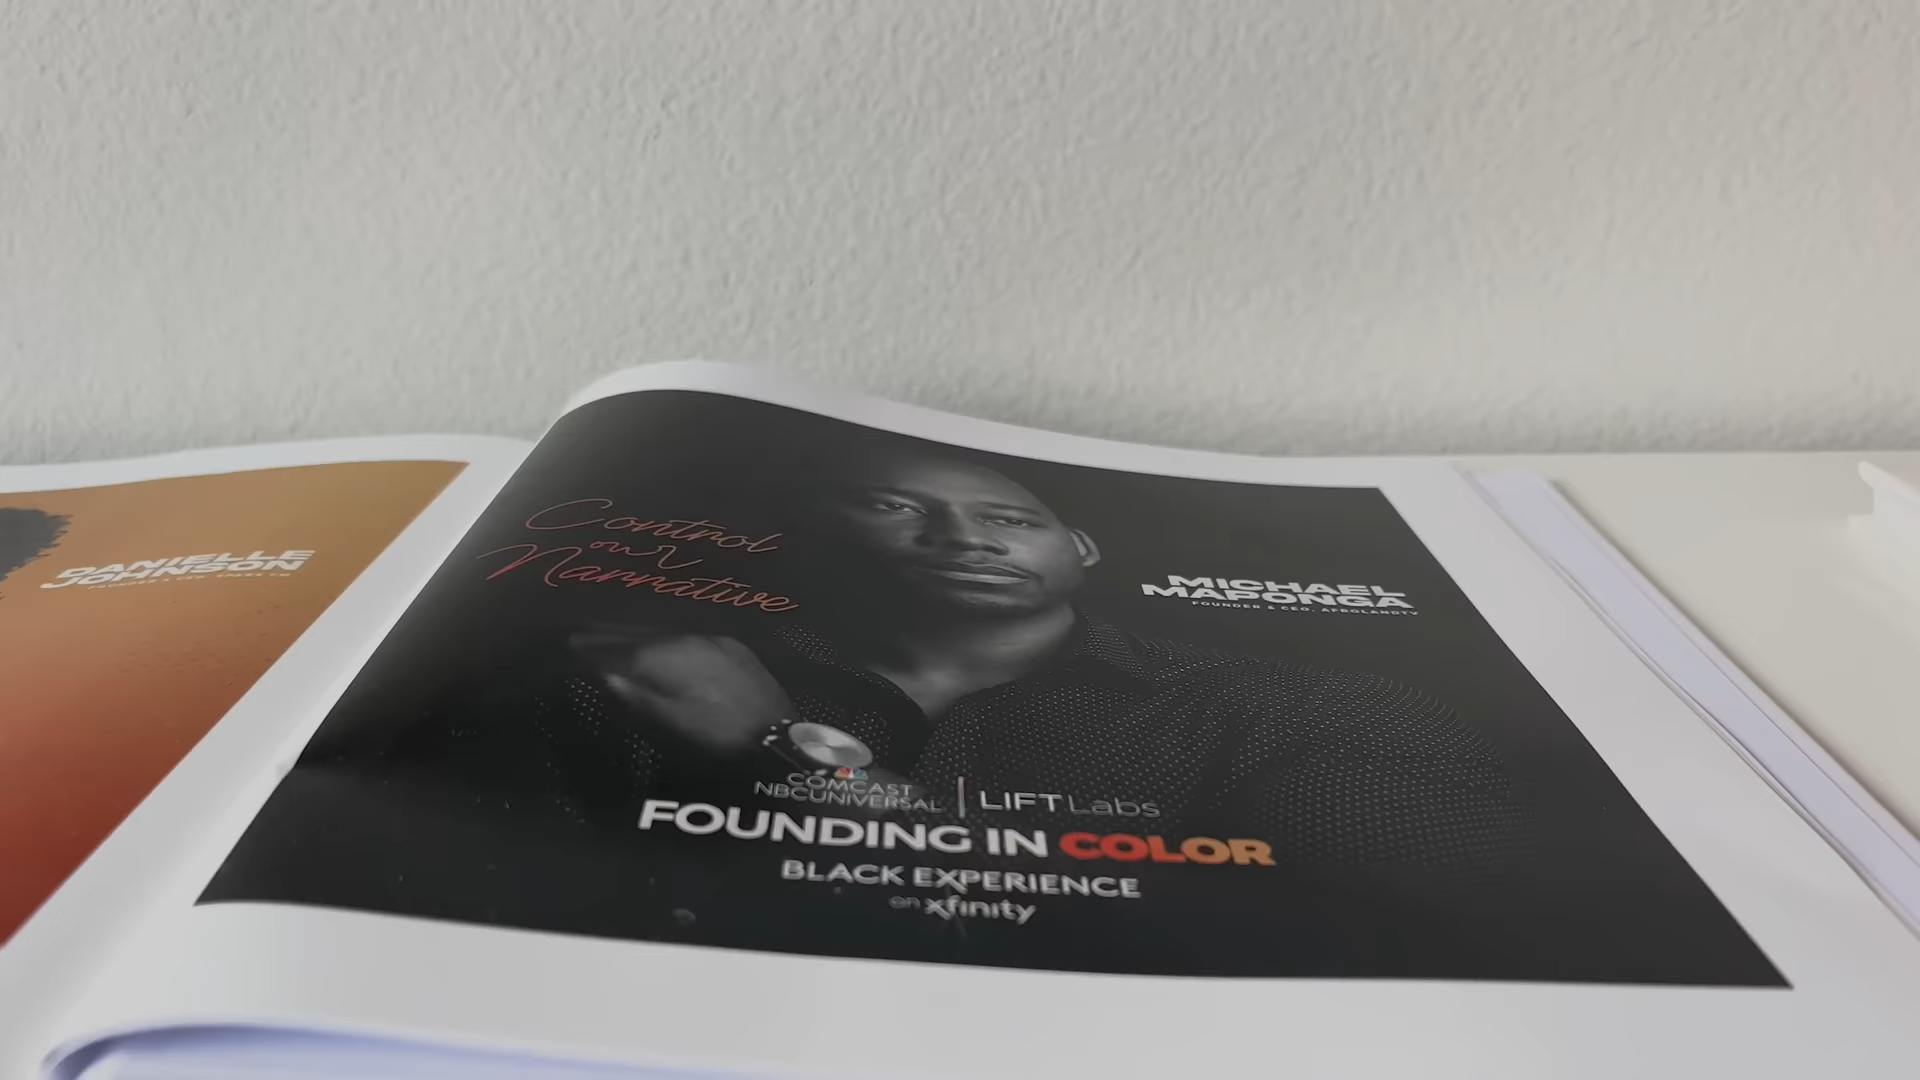 DANIELLE
JOHNSON
Control
our
Narrative
MICHAEL
MAPONGA
FOUNDER & CEO, AFROLANDTV
COMCAST
NBCUNIVERSAL
LIFT Labs
FOUNDING IN COLOR
BLACK EXPERIENCE
on xfinity